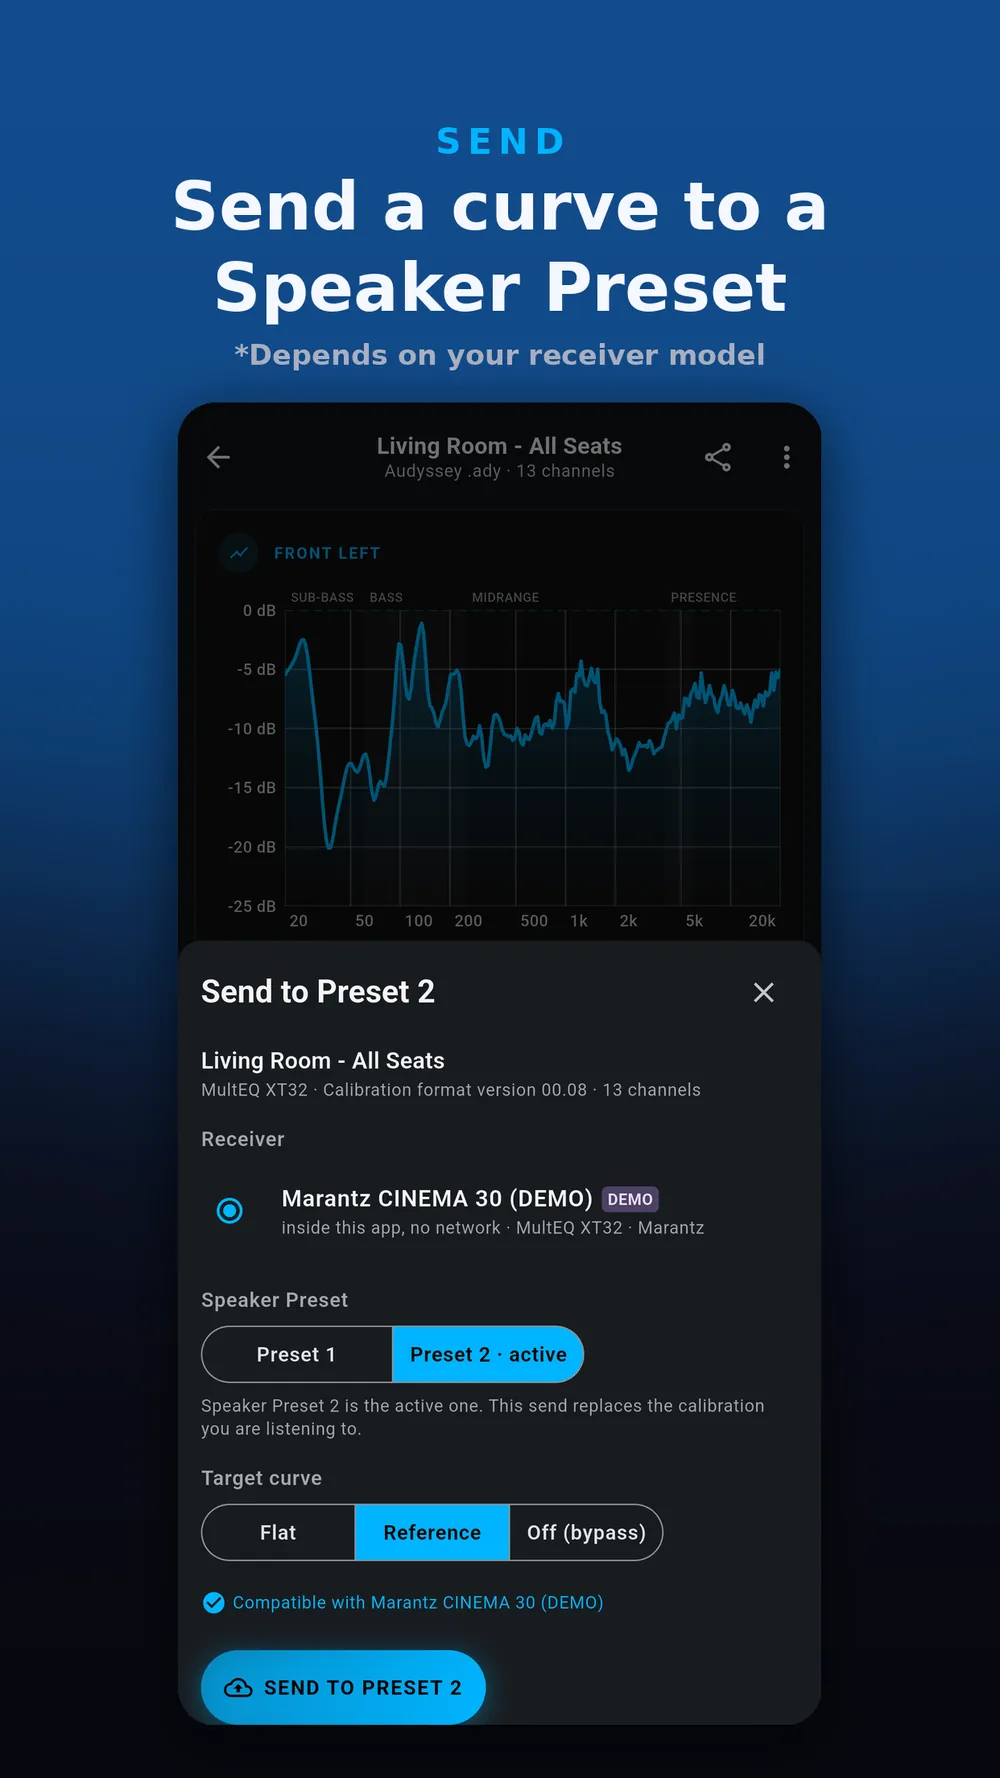 SEND
Send a curve to a
Speaker Preset
*Depends on your receiver model
Living Room - All Seats
Audyssey .ady · 13 channels
FRONT LEFT
SUB-BASS BASS MIDRANGE PRESENCE
0 dB
-5 dB
-10 dB
-15 dB
-20 dB
-25 dB
20 50 100 200 500 1k 2k 5k 20k
Send to Preset 2
Living Room - All Seats
MultEQ XT32 · Calibration format version 00.08 · 13 channels
Receiver
Marantz CINEMA 30 (DEMO) DEMO
inside this app, no network · MultEQ XT32 · Marantz
Speaker Preset
Preset 1 Preset 2 · active
Speaker Preset 2 is the active one. This send replaces the calibration
you are listening to.
Target curve
Flat Reference Off (bypass)
Compatible with Marantz CINEMA 30 (DEMO)
SEND TO PRESET 2